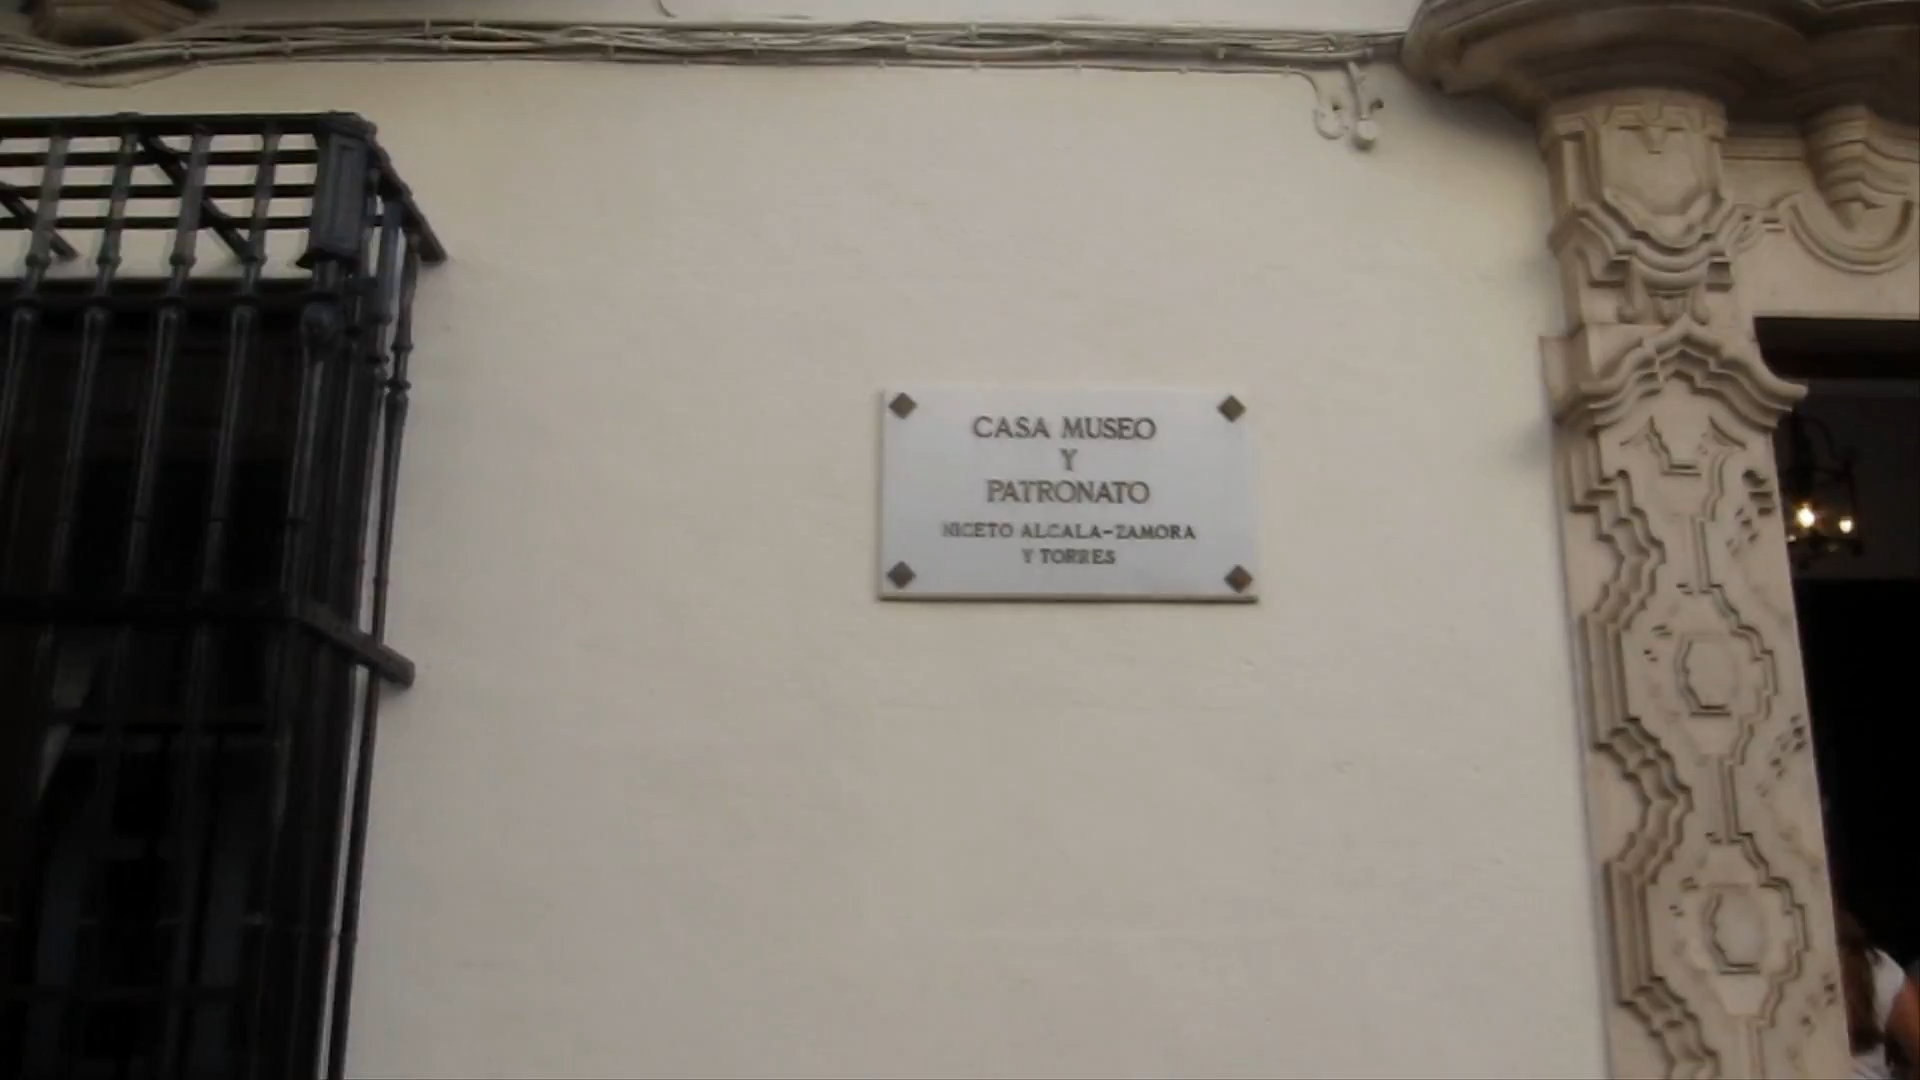 CASA MUSEO
Y
PATRONATO
NICETO ALCALA-ZAMORA
Y TORRES